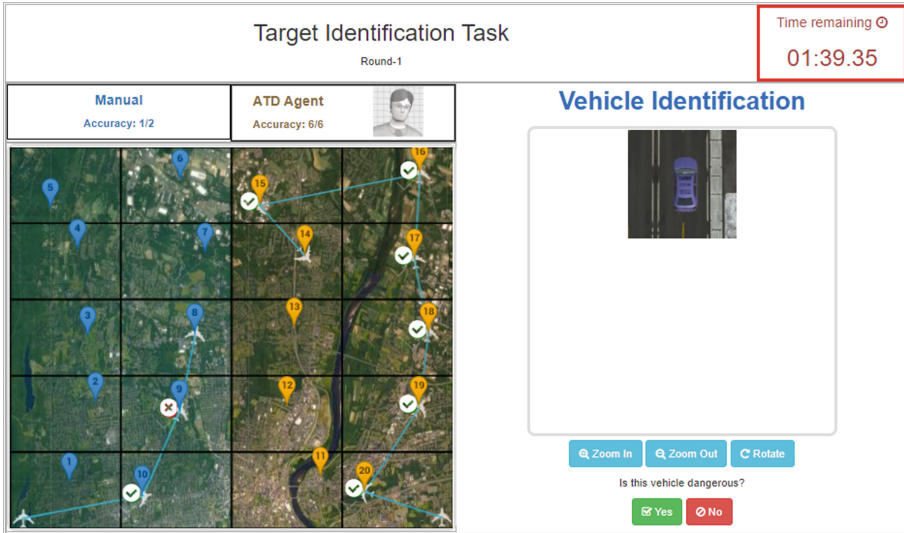 Target Identification Task
Round-1
Time remaining
01:39.35
Manual
Accuracy: 1/2
ATD Agent
Accuracy: 6/6
Vehicle Identification
5
6
15
16
4
7
14
17
3
8
13
18
2
9
12
19
1
10
11
20
Zoom In
Zoom Out
Rotate
Is this vehicle dangerous?
Yes
No